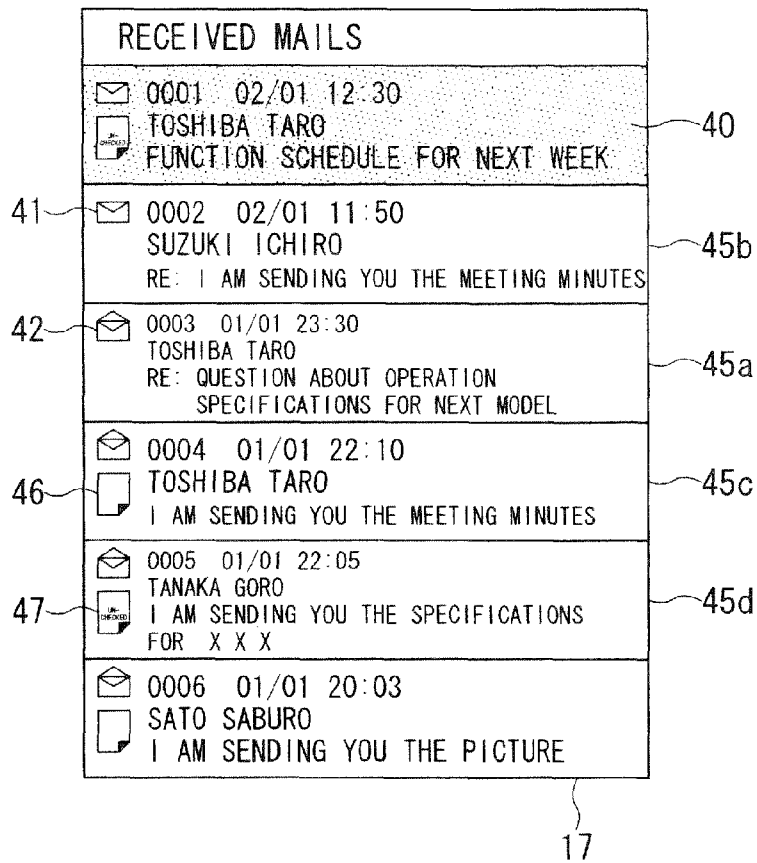 RECEIVED MAILS
0001 02/01 12:30
UN-
CHECKED
TOSHIBA TARO
FUNCTION SCHEDULE FOR NEXT WEEK
40
41
0002 02/01 11:50
SUZUKI ICHIRO
RE: I AM SENDING YOU THE MEETING MINUTES
45b
42
0003 01/01 23:30
TOSHIBA TARO
RE: QUESTION ABOUT OPERATION
SPECIFICATIONS FOR NEXT MODEL
45a
0004 01/01 22:10
46
TOSHIBA TARO
I AM SENDING YOU THE MEETING MINUTES
45c
0005 01/01 22:05
TANAKA GORO
47
UN-
CHECKED
I AM SENDING YOU THE SPECIFICATIONS
FOR X X X
45d
0006 01/01 20:03
SATO SABURO
I AM SENDING YOU THE PICTURE
17